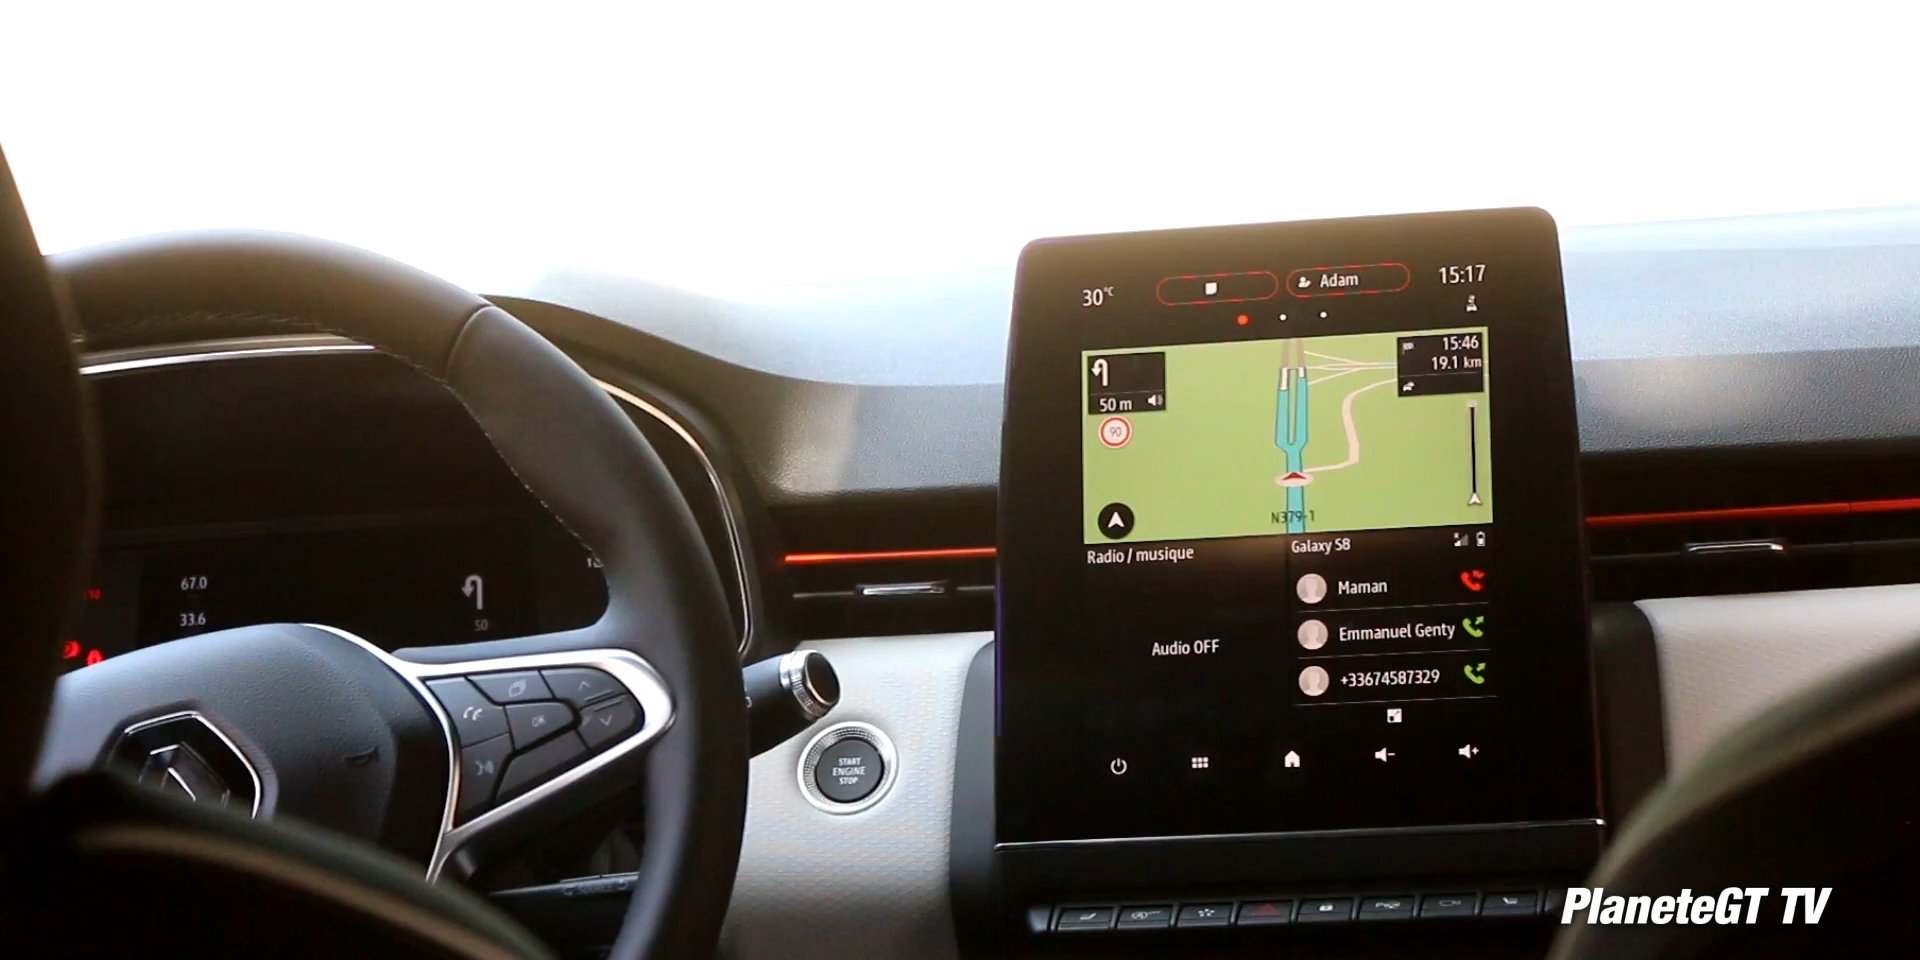 30°C
Adam
15:17
15:46
19.1 km
50 m
90
N379-1
Radio / musique
Galaxy S8
Maman
Emmanuel Genty
+33674587329
Audio OFF
67.0
33.6
50
OK
START
ENGINE
STOP
PlaneteGT TV